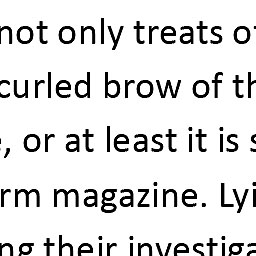 not only treats of
curled brow of th
, or at least it is s
rm magazine. Lyi
ng their investiga